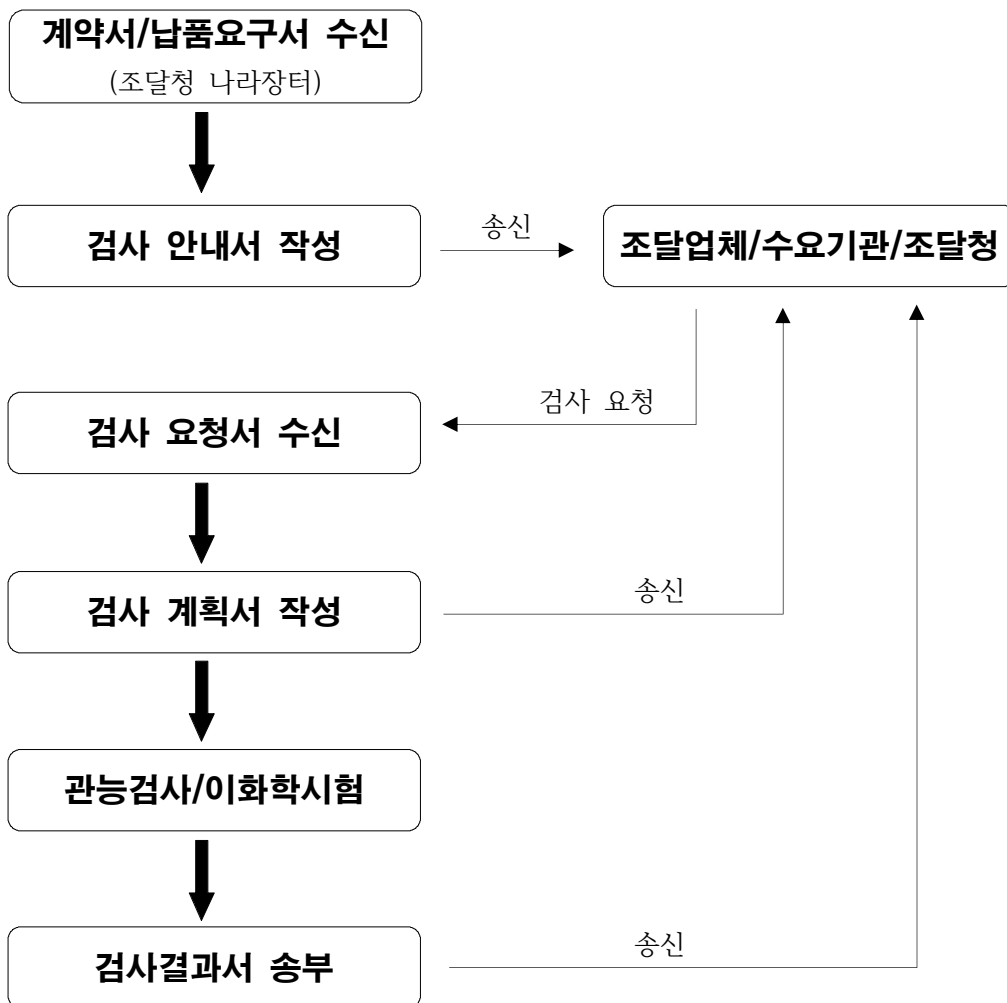 계약서/납품요구서 수신
(조달청 나라장터)
검사 안내서 작성
송신
조달업체/수요기관/조달청
검사 요청
검사 요청서 수신
검사 계획서 작성
송신
관능검사/이화학시험
검사결과서 송부
송신